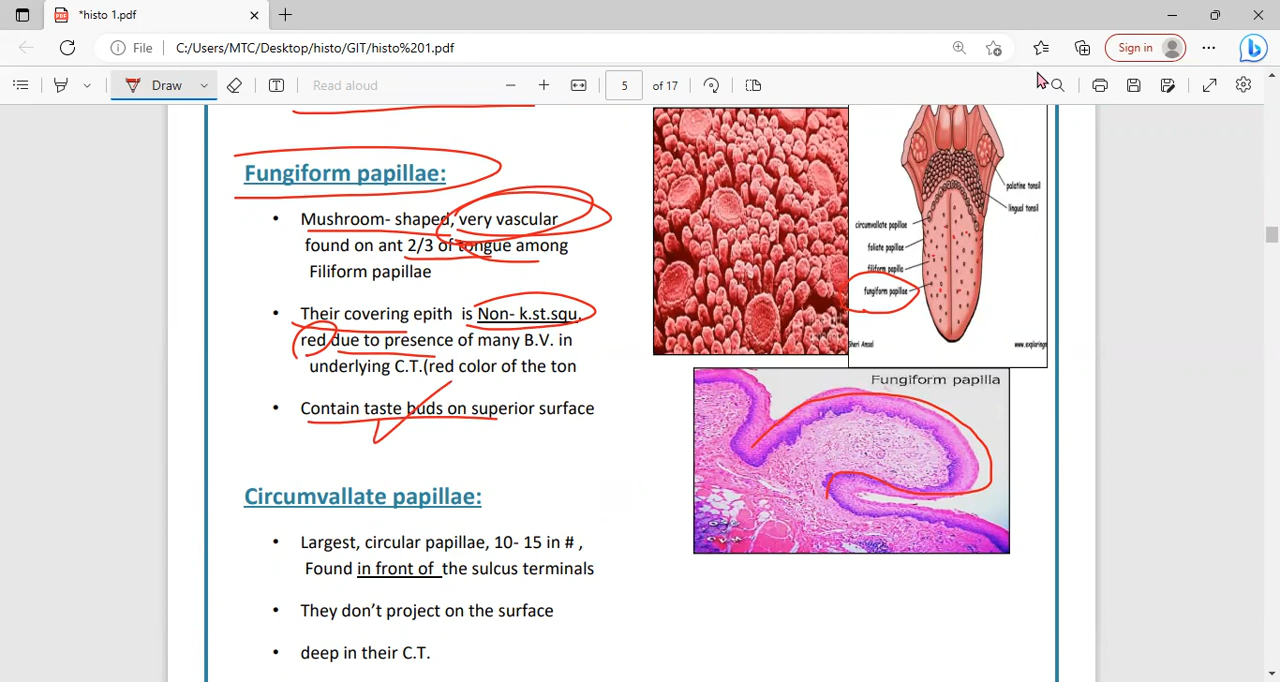 *histo 1.pdf
File
C:/Users/MTC/Desktop/histo/GIT/histo%201.pdf
Sign in
Draw
Read aloud
5
of 17
Fungiform papillae:
• Mushroom- shaped, very vascular
found on ant 2/3 of tongue among
Filiform papillae
• Their covering epith is Non- k.st.squ.
red due to presence of many B.V. in
underlying C.T.(red color of the ton
• Contain taste buds on superior surface
palatine tonsil
lingual tonsil
circumvallate papillae
foliate papillae
filiform papilla
fungiform papillae
Sheri Amsel
www.exploringn
Fungiform papilla
Circumvallate papillae:
• Largest, circular papillae, 10- 15 in # ,
Found in front of the sulcus terminals
• They don't project on the surface
• deep in their C.T.